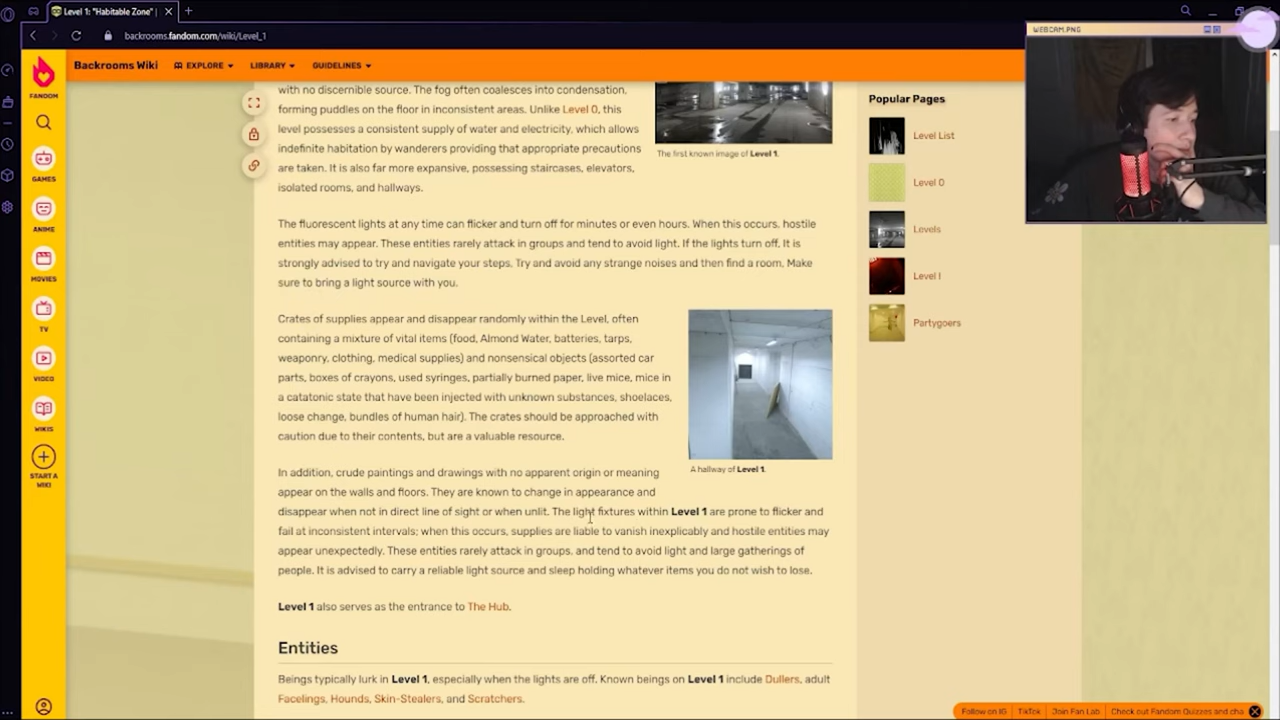 Level 1: "Habitable Zone" |
backrooms.fandom.com/wiki/Level_1
WEBCAM.PNG
FANDOM
Backrooms Wiki
EXPLORE
LIBRARY
GUIDELINES
GAMES
ANIME
MOVIES
TV
VIDEO
WIKIS
START A
WIKI
with no discernible source. The fog often coalesces into condensation,
forming puddles on the floor in inconsistent areas. Unlike Level 0, this
level possesses a consistent supply of water and electricity, which allows
indefinite habitation by wanderers providing that appropriate precautions
are taken. It is also far more expansive, possessing staircases, elevators,
isolated rooms, and hallways.
The first known image of Level 1.
The fluorescent lights at any time can flicker and turn off for minutes or even hours. When this occurs, hostile
entities may appear. These entities rarely attack in groups and tend to avoid light. If the lights turn off, It is
strongly advised to try and navigate your steps. Try and avoid any strange noises and then find a room. Make
sure to bring a light source with you.
Crates of supplies appear and disappear randomly within the Level, often
containing a mixture of vital items (food, Almond Water, batteries, tarps,
weaponry, clothing, medical supplies) and nonsensical objects (assorted car
parts, boxes of crayons, used syringes, partially burned paper, live mice, mice in
a catatonic state that have been injected with unknown substances, shoelaces,
loose change, bundles of human hair). The crates should be approached with
caution due to their contents, but are a valuable resource.
A hallway of Level 1.
In addition, crude paintings and drawings with no apparent origin or meaning
appear on the walls and floors. They are known to change in appearance and
disappear when not in direct line of sight or when unlit. The light fixtures within Level 1 are prone to flicker and
fail at inconsistent intervals; when this occurs, supplies are liable to vanish inexplicably and hostile entities may
appear unexpectedly. These entities rarely attack in groups, and tend to avoid light and large gatherings of
people. It is advised to carry a reliable light source and sleep holding whatever items you do not wish to lose.
Level 1 also serves as the entrance to The Hub.
Entities
Beings typically lurk in Level 1, especially when the lights are off. Known beings on Level 1 include Dullers, adult
Facelings, Hounds, Skin-Stealers, and Scratchers.
Popular Pages
Level List
Level 0
Levels
Level !
Partygoers
Follow on IG
TikTok
Join Fan Lab
Check out Fandom Quizzes and cha